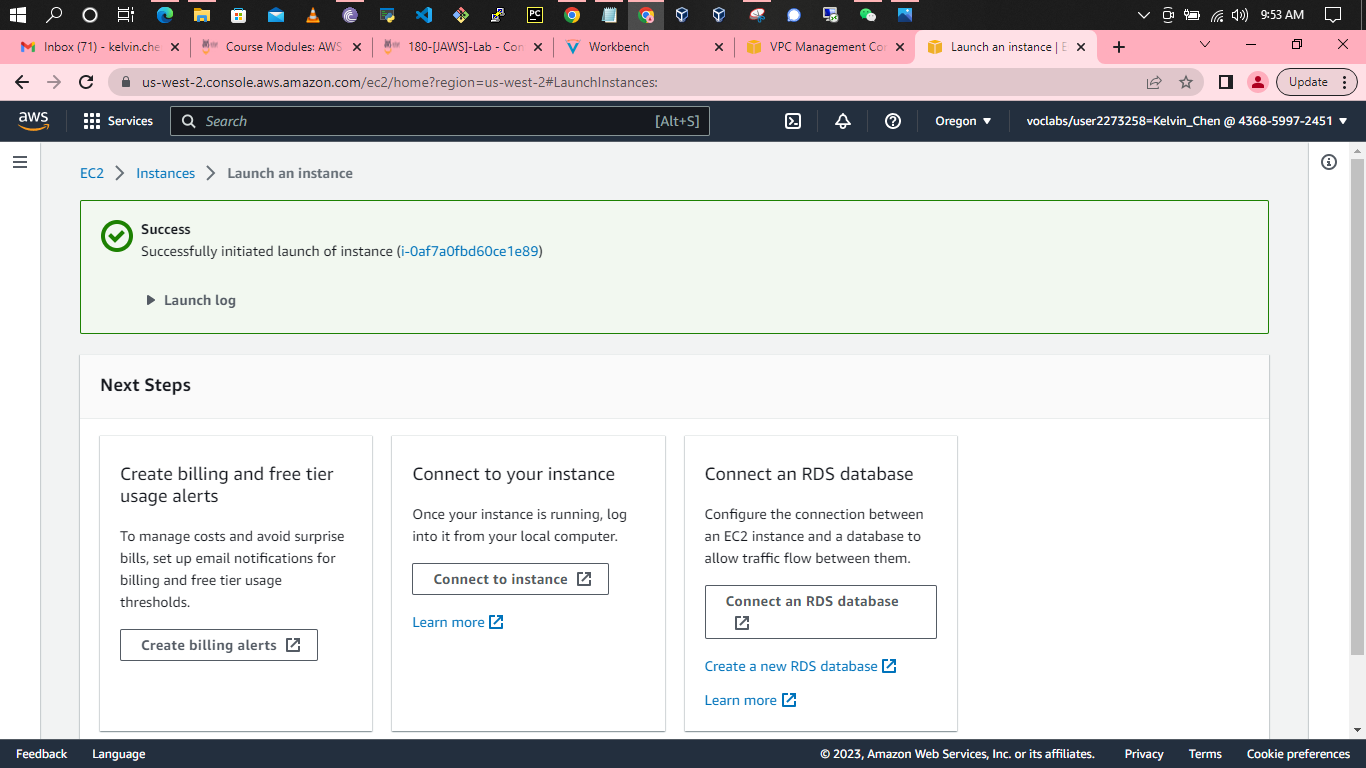 9:53 AM
Inbox (71) - kelvin.che
Course Modules: AWS
180-[JAWS]-Lab - Con
Workbench
VPC Management Co
Launch an instance | E
us-west-2.console.aws.amazon.com/ec2/home?region=us-west-2#LaunchInstances:
Update
aws
Services
Search
[Alt+S]
Oregon
voclabs/user2273258=Kelvin_Chen @ 4368-5997-2451
EC2
Instances
Launch an instance
Success
Successfully initiated launch of instance (i-0af7a0fbd60ce1e89)
Launch log
Next Steps
Create billing and free tier
usage alerts
To manage costs and avoid surprise
bills, set up email notifications for
billing and free tier usage
thresholds.
Create billing alerts
Connect to your instance
Once your instance is running, log
into it from your local computer.
Connect to instance
Learn more
Connect an RDS database
Configure the connection between
an EC2 instance and a database to
allow traffic flow between them.
Connect an RDS database
Create a new RDS database
Learn more
Feedback
Language
© 2023, Amazon Web Services, Inc. or its affiliates.
Privacy
Terms
Cookie preferences